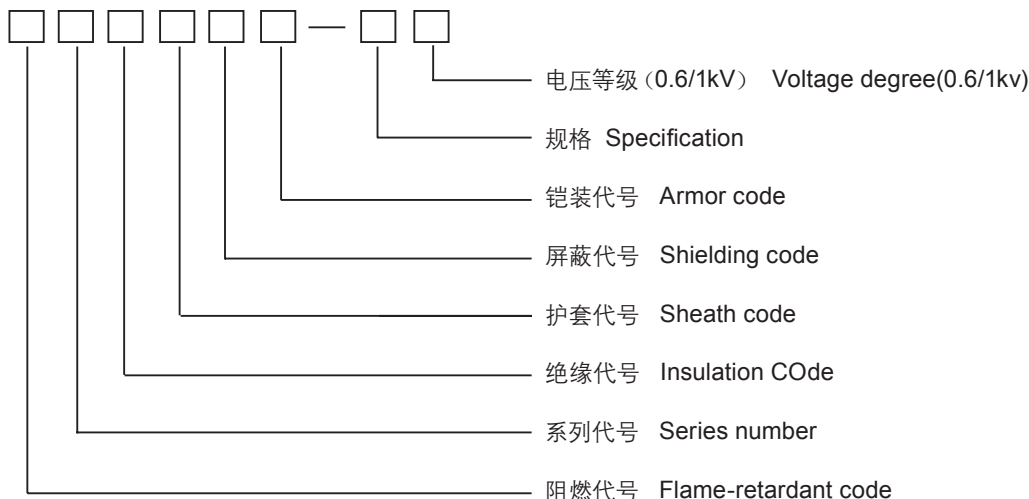 电压等级（0.6/1kV） Voltage degree(0.6/1kv)
规格 Specification
铠装代号 Armor code
屏蔽代号 Shielding code
护套代号 Sheath code
绝缘代号 Insulation COde
系列代号 Series number
阻燃代号 Flame-retardant code